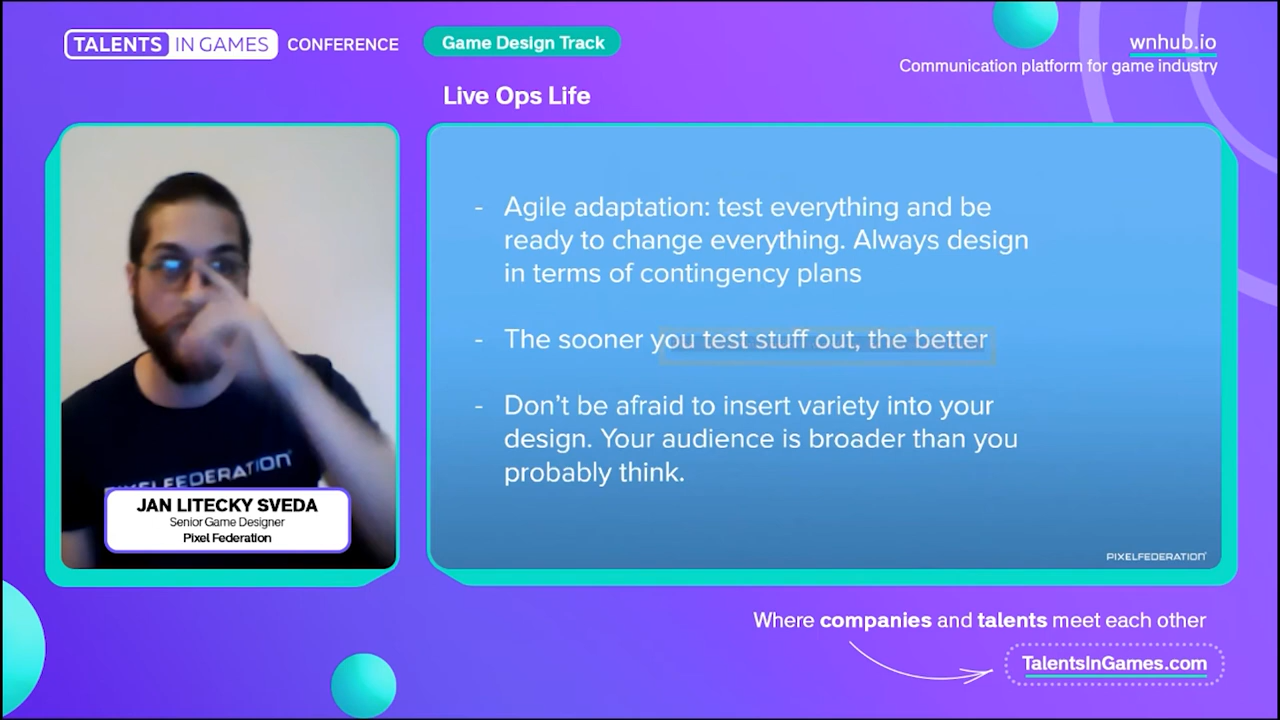 TALENTS IN GAMES CONFERENCE
Game Design Track
wnhub.io
Communication platform for game industry
Live Ops Life
- Agile adaptation: test everything and be
ready to change everything. Always design
in terms of contingency plans
- The sooner you test stuff out, the better
- Don’t be afraid to insert variety into your
design. Your audience is broader than you
probably think.
PIXELFEDERATION
PIXELFEDERATION
JAN LITECKY SVEDA
Senior Game Designer
Pixel Federation
Where companies and talents meet each other
TalentsInGames.com